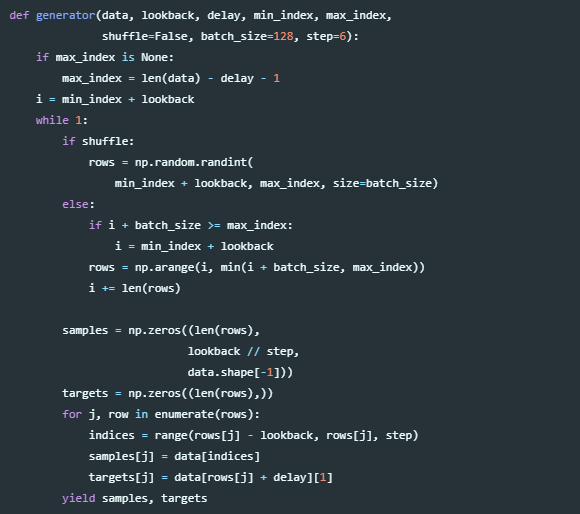 def generator(data, lookback, delay, min_index, max_index,
              shuffle=False, batch_size=128, step=6):
    if max_index is None:
        max_index = len(data) - delay - 1
    i = min_index + lookback
    while 1:
        if shuffle:
            rows = np.random.randint(
                min_index + lookback, max_index, size=batch_size)
        else:
            if i + batch_size >= max_index:
                i = min_index + lookback
            rows = np.arange(i, min(i + batch_size, max_index))
            i += len(rows)

        samples = np.zeros((len(rows),
                           lookback // step,
                           data.shape[-1]))
        targets = np.zeros((len(rows),))
        for j, row in enumerate(rows):
            indices = range(rows[j] - lookback, rows[j], step)
            samples[j] = data[indices]
            targets[j] = data[rows[j] + delay][1]
        yield samples, targets